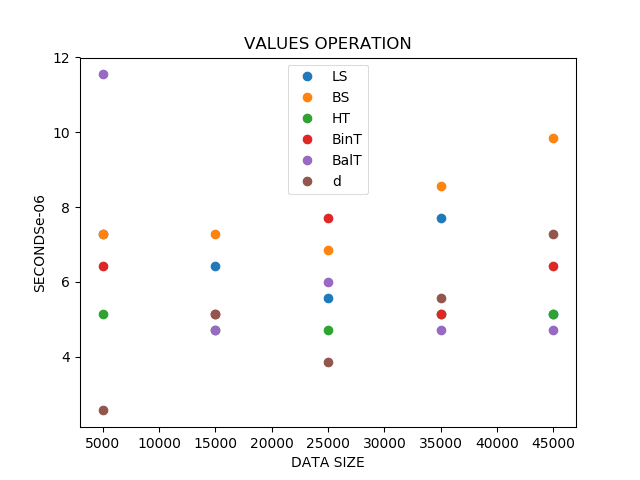 VALUES OPERATION
12
10
8
6
4
SECONDSe-06
LS
BS
HT
BinT
BalT
d
5000 10000 15000 20000 25000 30000 35000 40000 45000
DATA SIZE